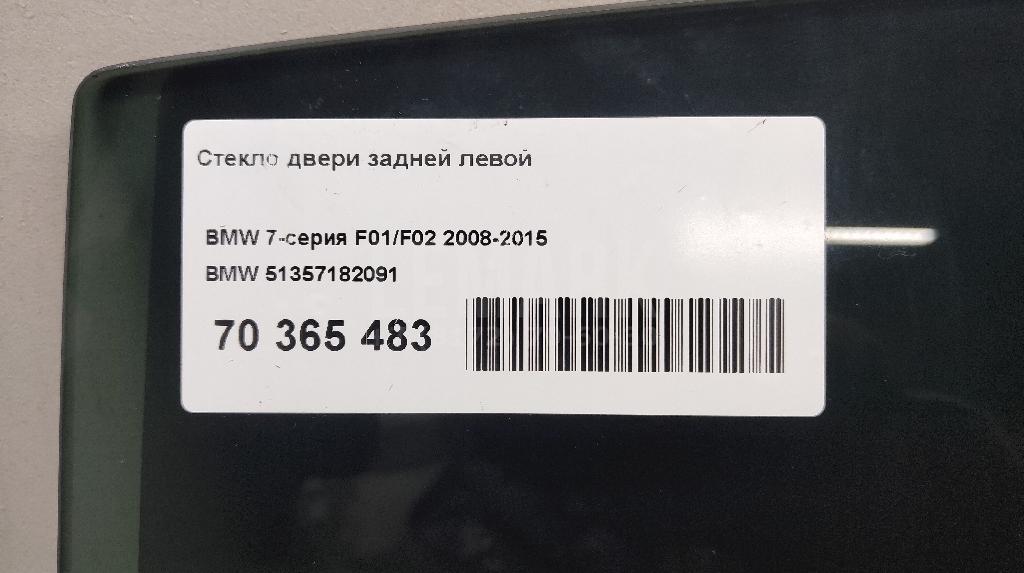 Стекло двери задней левой
BMW 7-серия F01/F02 2008-2015
BMW 51357182091
70 365 483